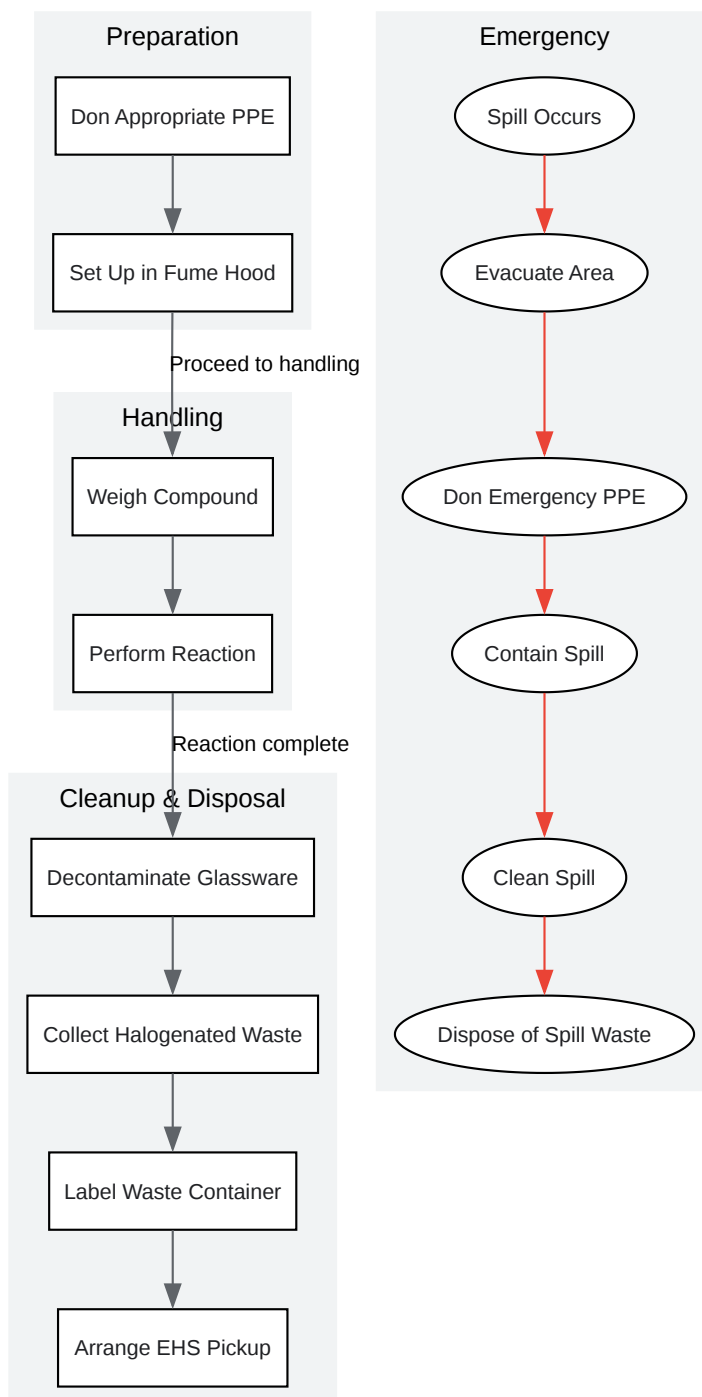 Preparation
Don Appropriate PPE
Set Up in Fume Hood
Proceed to handling
Handling
Weigh Compound
Perform Reaction
Reaction complete
Cleanup & Disposal
Decontaminate Glassware
Collect Halogenated Waste
Label Waste Container
Arrange EHS Pickup
Emergency
Spill Occurs
Evacuate Area
Don Emergency PPE
Contain Spill
Clean Spill
Dispose of Spill Waste